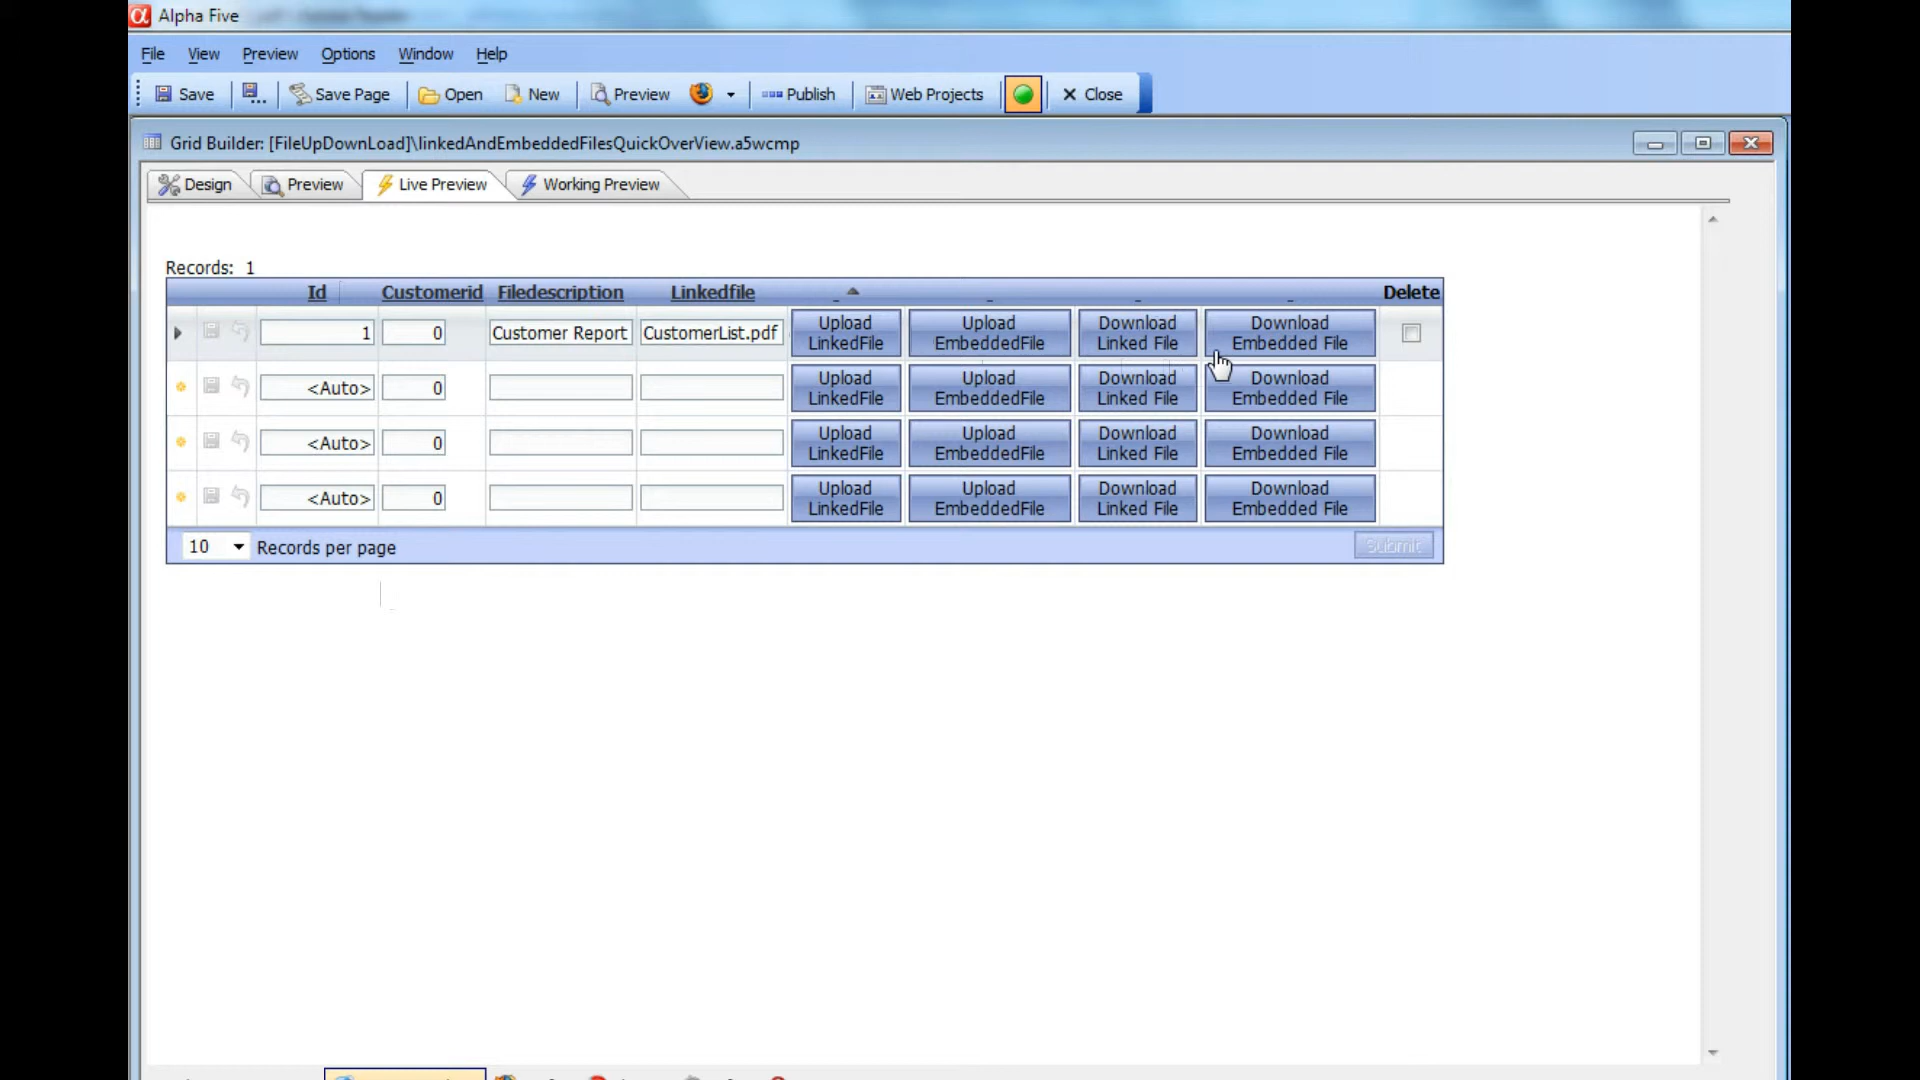 Alpha Five
File View Preview Options Window Help
Save Save Page Open New Preview Publish Web Projects Close
Grid Builder: [FileUpDownLoad]\linkedAndEmbeddedFilesQuickOverView.a5wcmp
Design Preview Live Preview Working Preview
Records: 1
Id Customerid Filedescription Linkedfile Delete
1 0 Customer Report CustomerList.pdf Upload LinkedFile Upload EmbeddedFile Download Linked File Download Embedded File
<Auto> 0 Upload LinkedFile Upload EmbeddedFile Download Linked File Download Embedded File
<Auto> 0 Upload LinkedFile Upload EmbeddedFile Download Linked File Download Embedded File
<Auto> 0 Upload LinkedFile Upload EmbeddedFile Download Linked File Download Embedded File
10 Records per page Submit